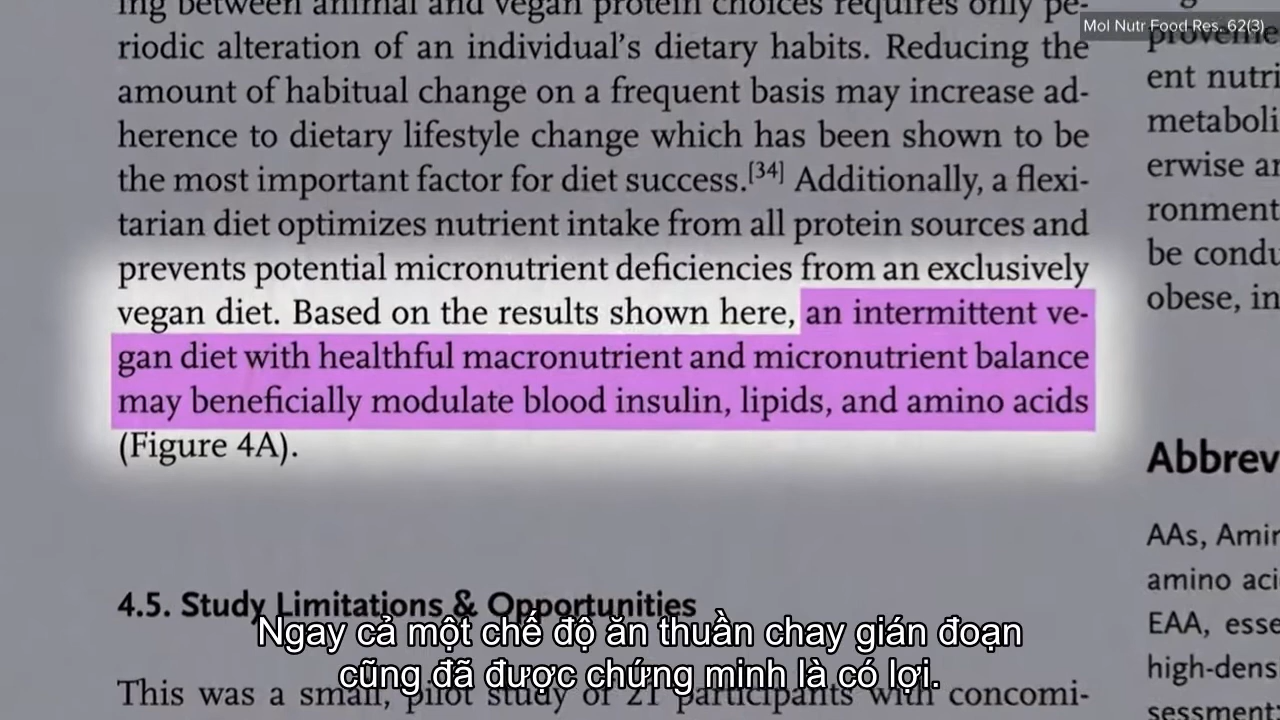 ing between animal and vegan protein choices requires only pe-
riodic alteration of an individual's dietary habits. Reducing the
amount of habitual change on a frequent basis may increase ad-
herence to dietary lifestyle change which has been shown to be
the most important factor for diet success.[34] Additionally, a flexi-
tarian diet optimizes nutrient intake from all protein sources and
prevents potential micronutrient deficiencies from an exclusively
vegan diet. Based on the results shown here, an intermittent ve-
gan diet with healthful macronutrient and micronutrient balance
may beneficially modulate blood insulin, lipids, and amino acids
(Figure 4A).
4.5. Study Limitations & Opportunities
This was a small, pilot study of 21 participants with concomi-
Mol Nutr Food Res. 62(3)
ent nutri
metaboli
erwise
ronment
be condu
obese, in
Abbrev
AAs, Amin
amino aci
EAA, esse
high-dens
sessment
Ngay cả một chế độ ăn thuần chay gián đoạn
cũng đã được chứng minh là có lợi.